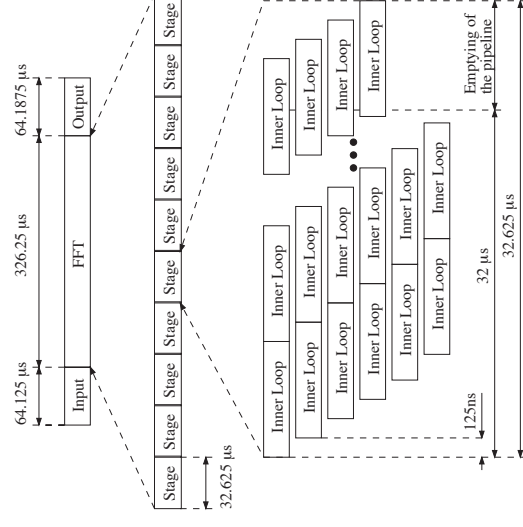 64.125 µs 326.25 µs 64.1875 µs
Input FFT Output
Stage Stage Stage Stage Stage Stage Stage Stage Stage Stage
32.625 µs
Inner Loop Inner Loop Inner Loop
Inner Loop Inner Loop Inner Loop
Inner Loop Inner Loop Inner Loop
Inner Loop Inner Loop Inner Loop
Inner Loop Inner Loop
Inner Loop Inner Loop
125ns
Emptying of
the pipeline
32 µs
32.625 µs